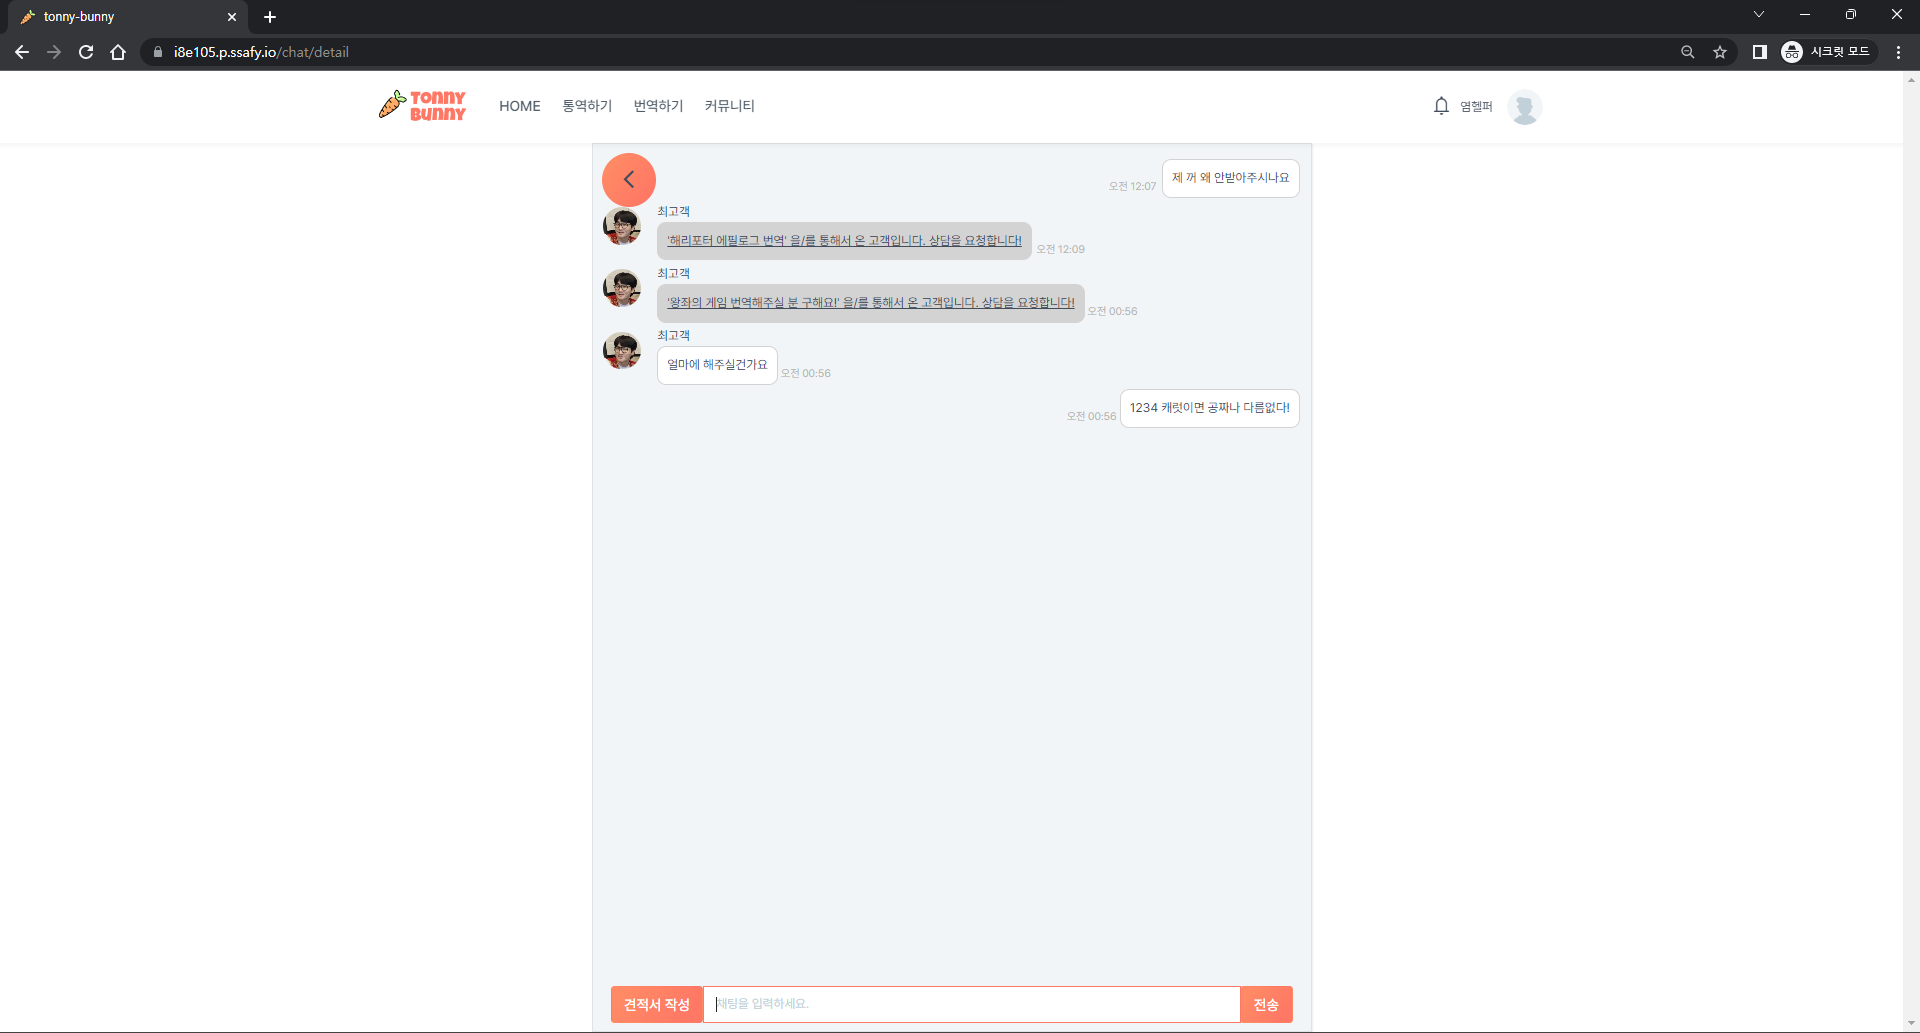 tonny-bunny
i8e105.p.ssafy.io/chat/detail
시크릿 모드
TONNY BUNNY
HOME 통역하기 번역하기 커뮤니티
염헬퍼
오전 12:07 제 꺼 왜 안받아주시나요
최고객
'해리포터 에필로그 번역' 을/를 통해서 온 고객입니다. 상담을 요청합니다! 오전 12:09
최고객
'왕좌의 게임 번역해주실 분 구해요!' 을/를 통해서 온 고객입니다. 상담을 요청합니다! 오전 00:56
최고객
얼마에 해주실건가요 오전 00:56
오전 00:56 1234 캐럿이면 공짜나 다름없다!
견적서 작성 채팅을 입력하세요. 전송